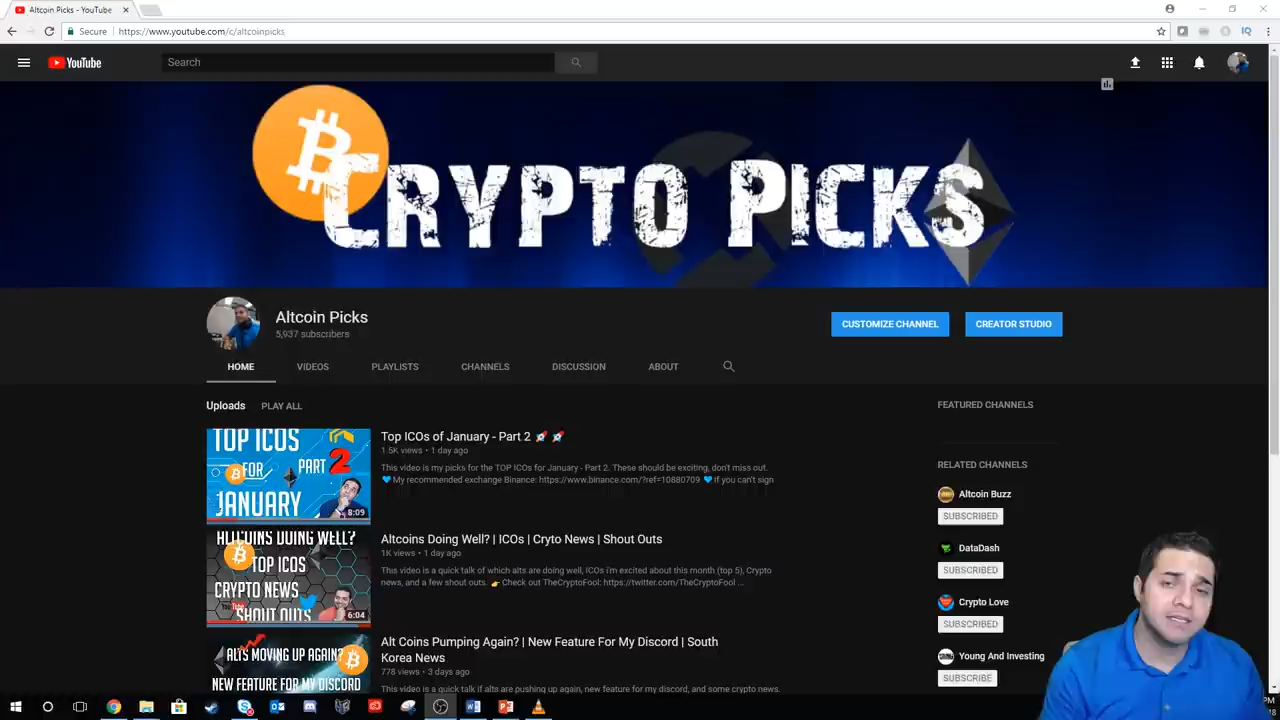 Altcoin Picks - YouTube
Secure https://www.youtube.com/c/altcoinpicks
YouTube
Search
CRYPTO PICKS
Altcoin Picks
5,937 subscribers
CUSTOMIZE CHANNEL
CREATOR STUDIO
HOME VIDEOS PLAYLISTS CHANNELS DISCUSSION ABOUT
Uploads PLAY ALL
TOP ICOS
FOR PART 2
JANUARY
8:09
Top ICOs of January - Part 2
1.5K views • 1 day ago
This video is my picks for the TOP ICOs for January - Part 2. These should be exciting, don't miss out.
My recommended exchange Binance: https://www.binance.com/?ref=10880709 If you can't sign
ALTCOINS DOING WELL?
TOP ICOS
CRYPTO NEWS
SHOUT OUTS
6:04
Altcoins Doing Well? | ICOs | Cryto News | Shout Outs
1K views • 1 day ago
This video is a quick talk of which alts are doing well, ICOs i'm excited about this month (top 5), Crypto
news, and a few shout outs. Check out TheCryptoFool: https://twitter.com/TheCryptoFool ...
ALTS MOVING UP AGAIN?
NEW FEATURE FOR MY DISCORD
Alt Coins Pumping Again? | New Feature For My Discord | South
Korea News
778 views • 3 days ago
This video is a quick talk if alts are pushing up again, new feature for my discord, and some crypto news.
FEATURED CHANNELS
RELATED CHANNELS
Altcoin Buzz
SUBSCRIBED
DataDash
SUBSCRIBED
Crypto Love
SUBSCRIBED
Young And Investing
SUBSCRIBE